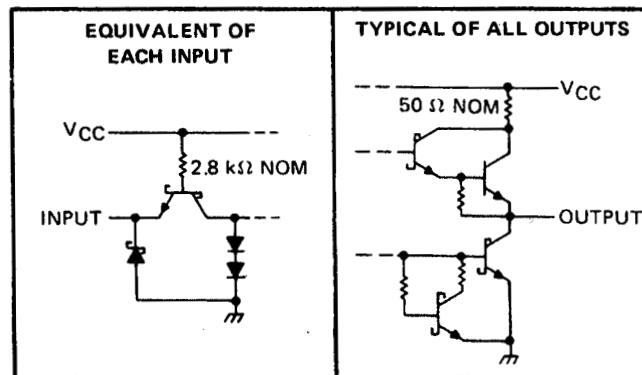 EQUIVALENT OF
EACH INPUT
VCC
2.8 kΩ NOM
INPUT
TYPICAL OF ALL OUTPUTS
VCC
50 Ω NOM
OUTPUT